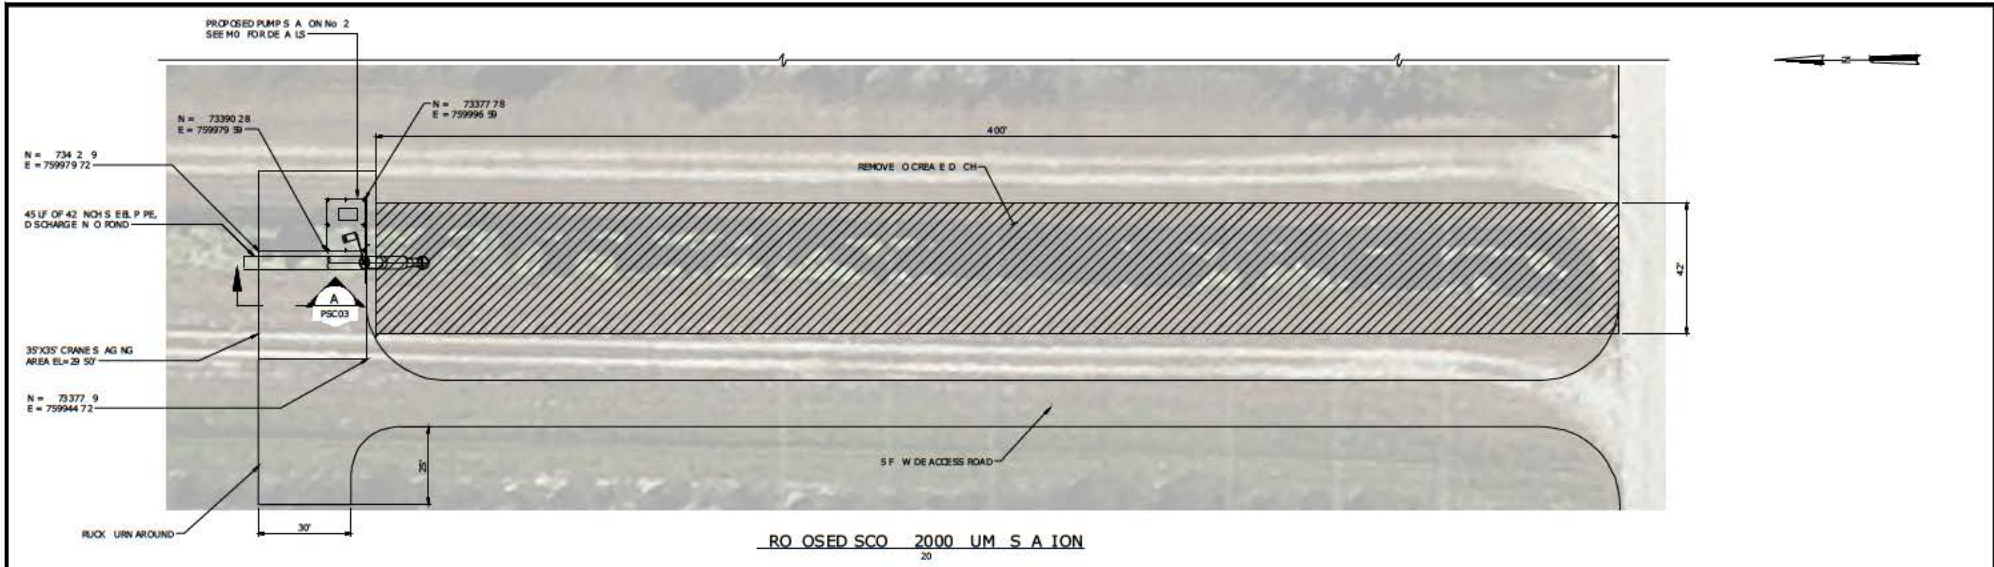 PROPOSED PUMP S A ON No 2
SEE M0 FOR DE A LS
N = 73377 78
E = 759996 59
N = 73390 28
E = 759979 59
N = 734 2 9
E = 759979 72
45 LF OF 42 NCH S EEL P PE,
D SCHARGE N O POND
400'
REMOVE O CREA E D CH
N
42'
A
PSC03
35'X35' CRANE S AG NG
AREA EL=29 50'
N = 73377 9
E = 759944 72
25'
5 F W DE ACCESS ROAD
RUCK URN AROUND
30'
RO OSED SCO 2000 UM S A ION
20